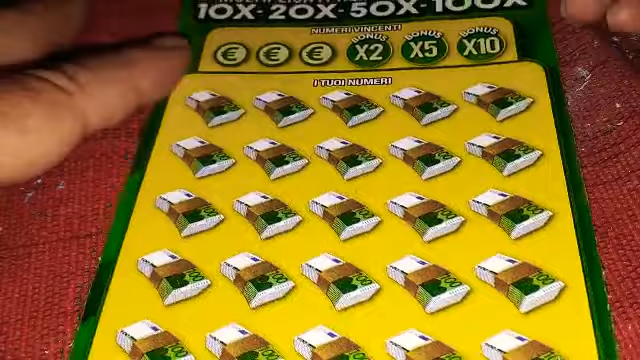 10X-20X-50X-100X
NUMERI VINCENTI
€ € € BONUS X2 BONUS X5 BONUS X10
I TUOI NUMERI